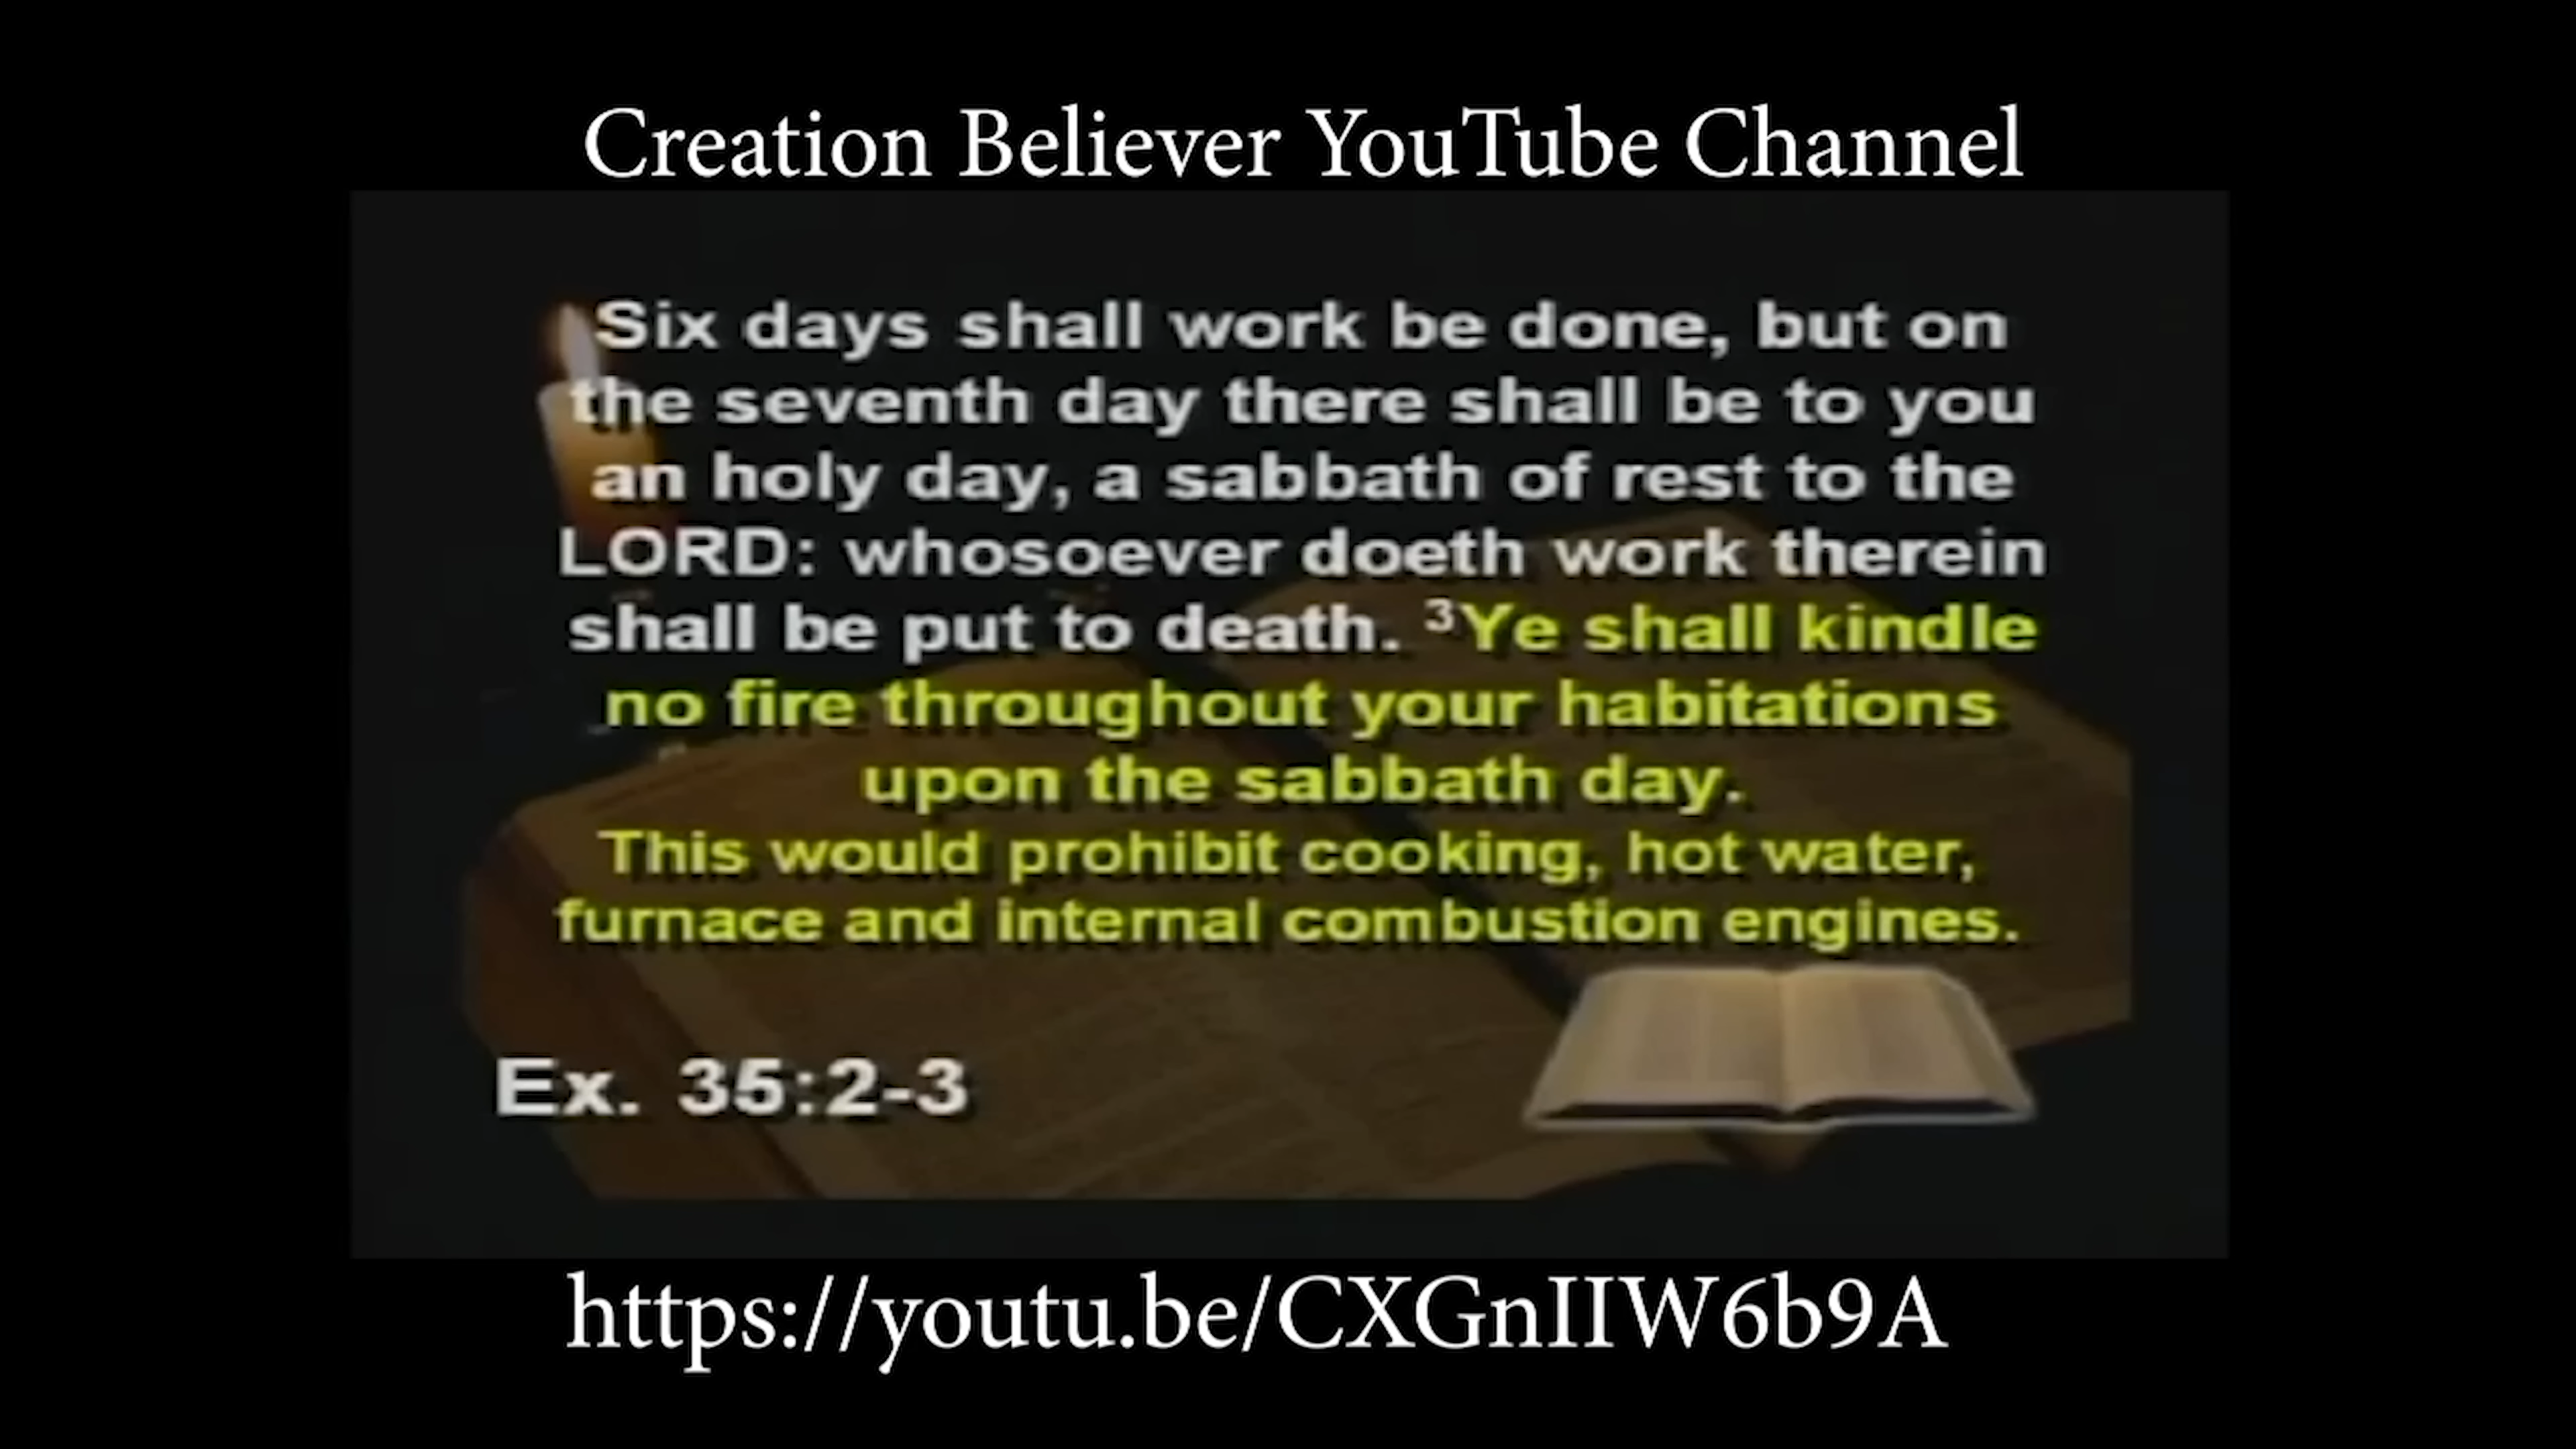 Creation Believer YouTube Channel
Six days shall work be done, but on
the seventh day there shall be to you
an holy day, a sabbath of rest to the
LORD: whosoever doeth work therein
shall be put to death. ³Ye shall kindle
no fire throughout your habitations
upon the sabbath day.
This would prohibit cooking, hot water,
furnace and internal combustion engines.
Ex. 35:2-3
https://youtu.be/CXGnIIW6b9A